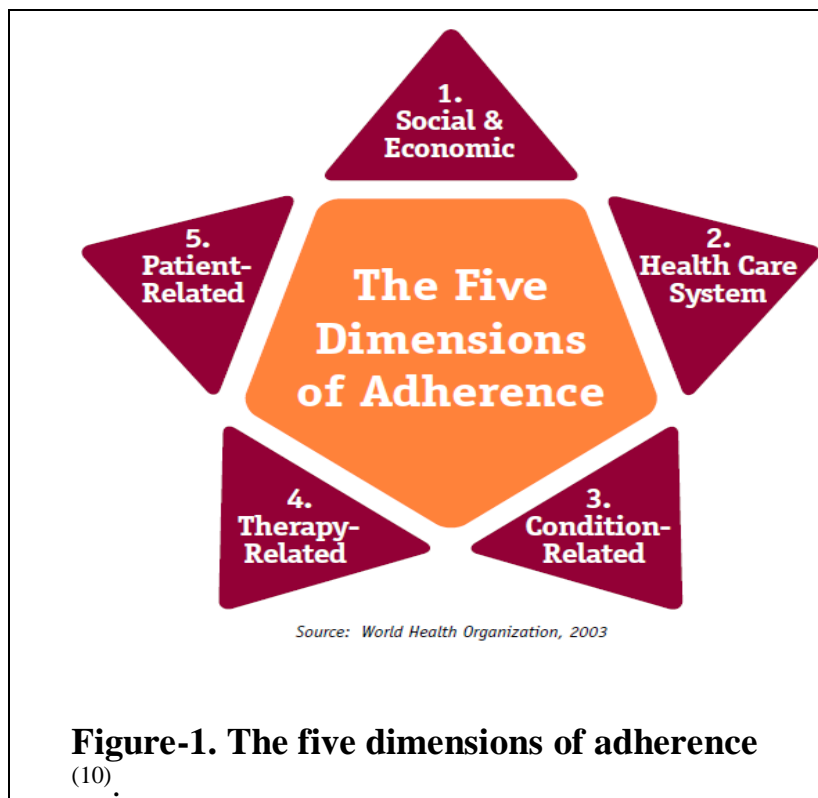 1.
Social &
Economic
2.
Health Care
System
3.
Condition-
Related
4.
Therapy-
Related
5.
Patient-
Related
The Five
Dimensions
of Adherence
Source: World Health Organization, 2003
Figure-1. The five dimensions of adherence
(10).